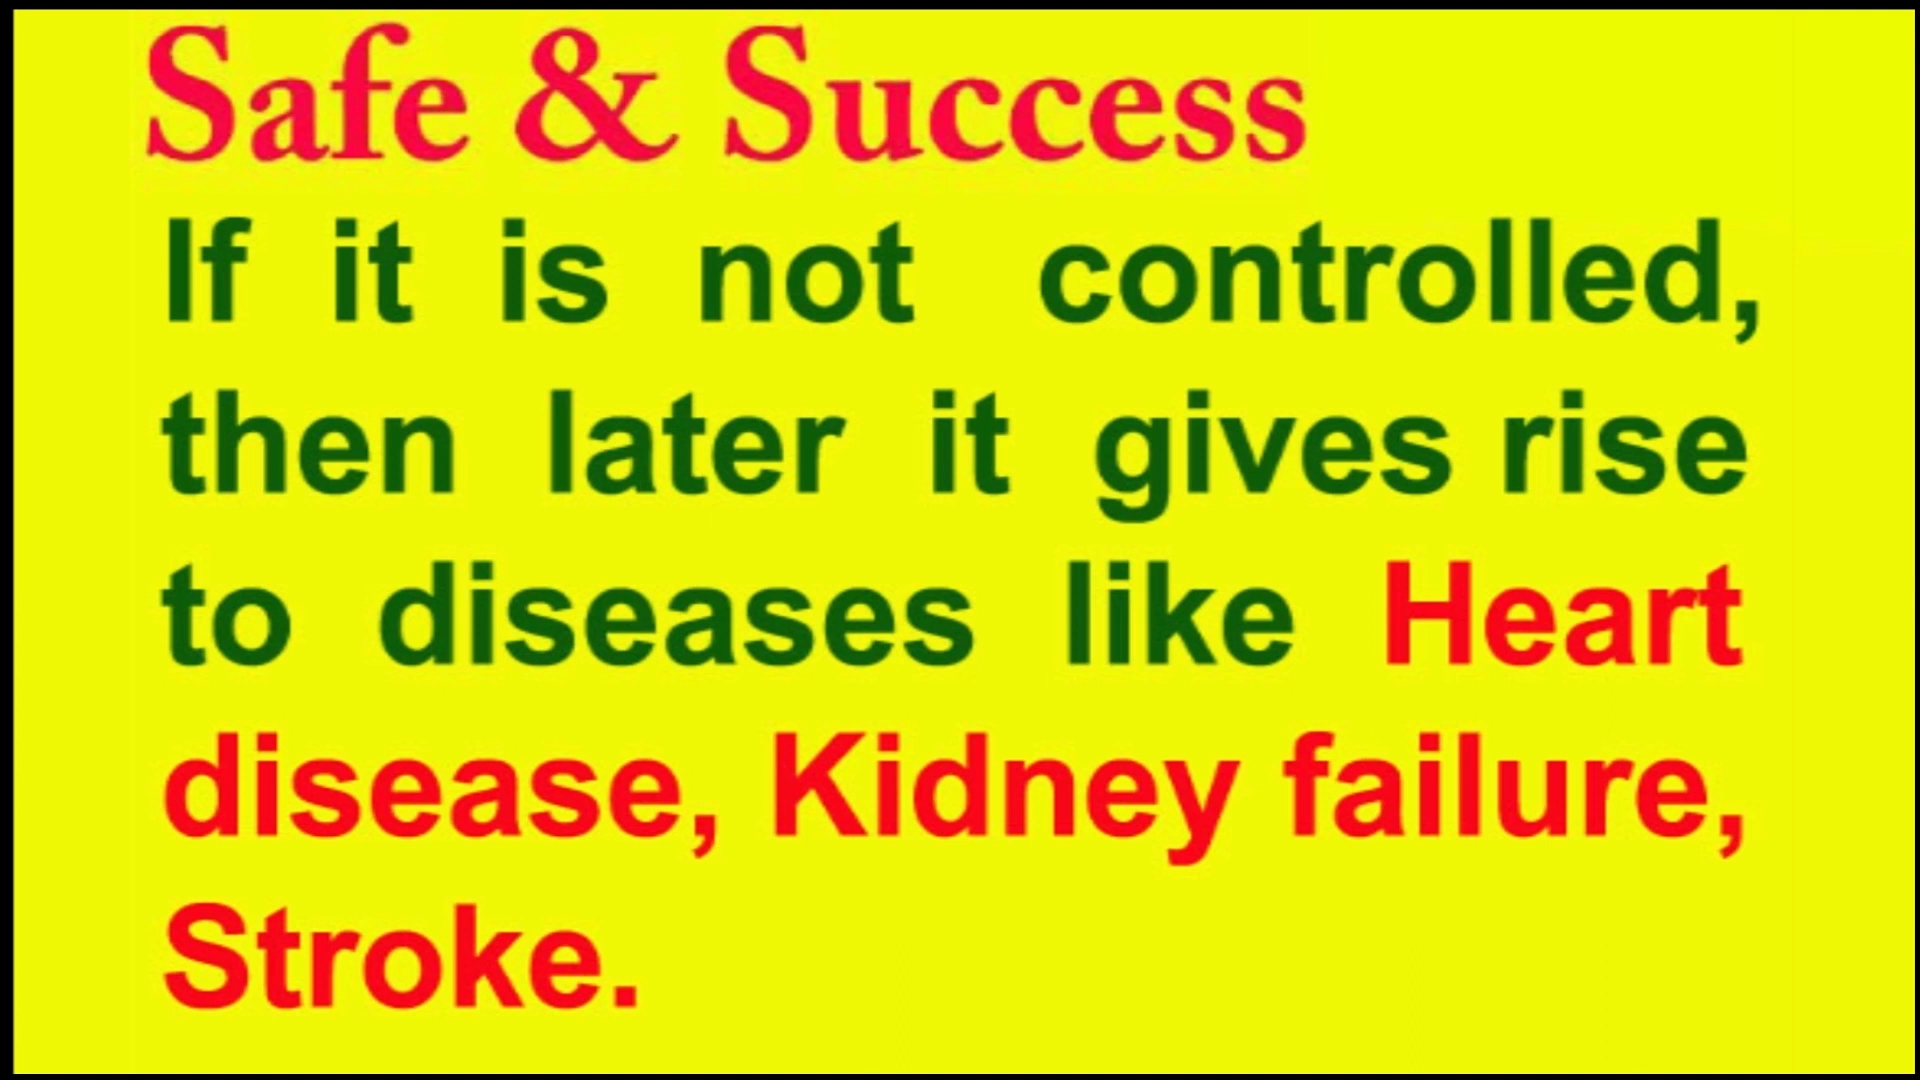 Safe & Success
If it is not controlled,
then later it gives rise
to diseases like Heart
disease, Kidney failure,
Stroke.